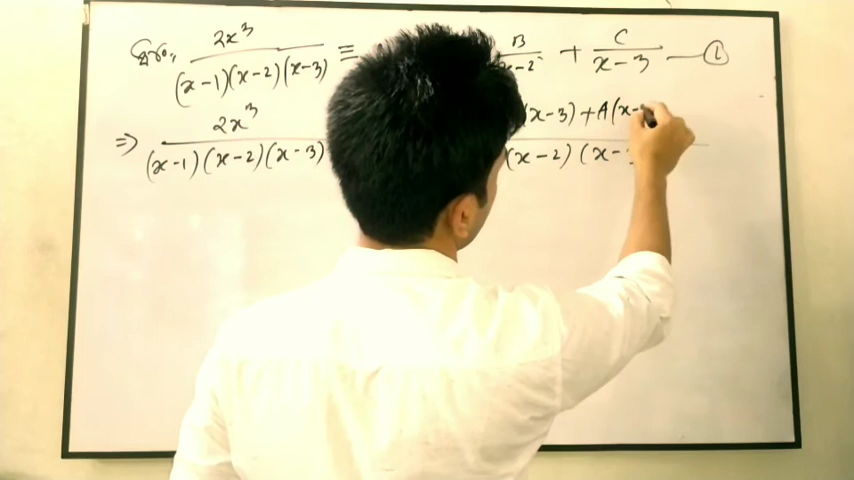 2x³/(x-1)(x-2)(x-3) ≡ B/x-2 + C/x-3 —— ①
⇒ 2x³/(x-1)(x-2)(x-3) (x-3) + A(x- (x-2)(x-